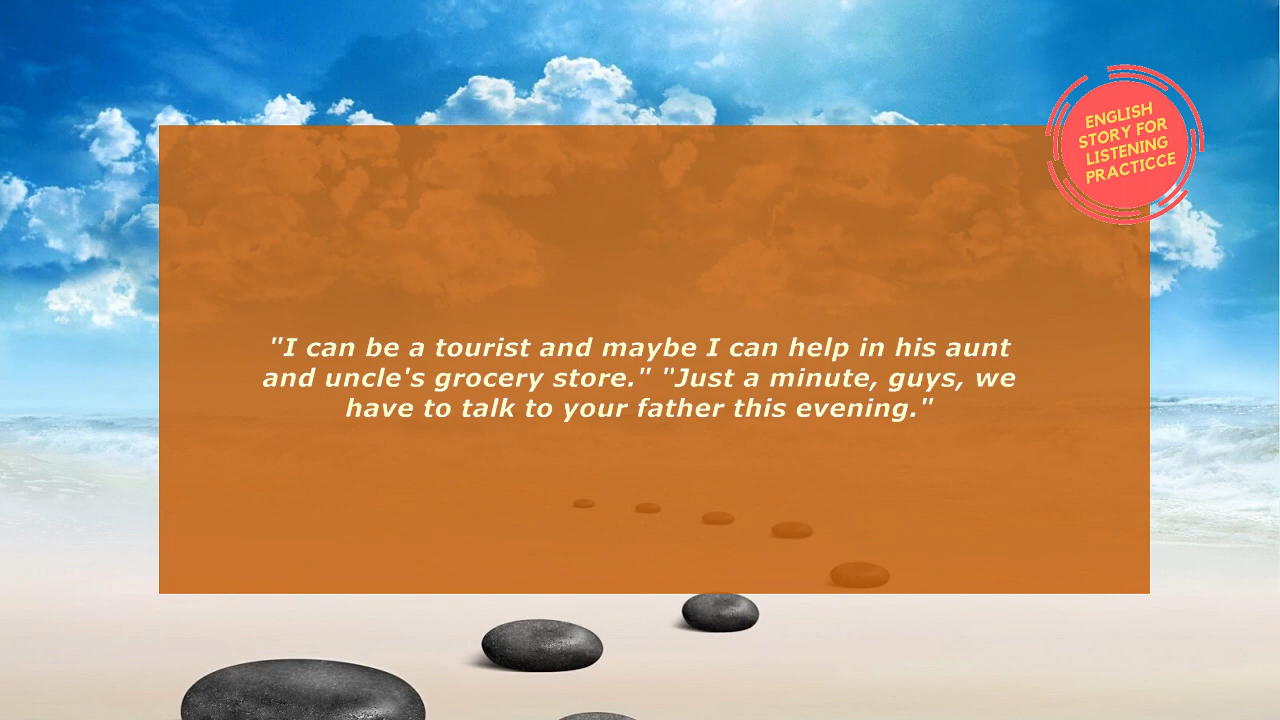 ENGLISH
STORY FOR
LISTENING
PRACTICCE
"I can be a tourist and maybe I can help in his aunt
and uncle's grocery store." "Just a minute, guys, we
have to talk to your father this evening."